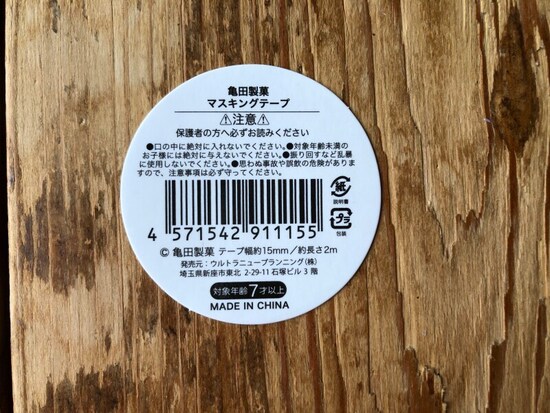 亀田製菓
マスキングテープ
⚠注意⚠
保護者の方へ必ずお読みください
●口の中に絶対に入れないでください。●対象年齢未満の
お子様には絶対に与えないでください。●振り回すなど乱暴
に使用しないでください。●思わぬ事故や誤飲の危険がありま
すので、注意事項は必ず守ってください。
紙
説明書
プラ
包装
4 571542 911155
© 亀田製菓 テープ幅約15mm/約長さ2m
発売元:ウルトラニュープランニング(株)
埼玉県新座市東北 2-29-11 石塚ビル 3 階
対象年齢7才以上
MADE IN CHINA